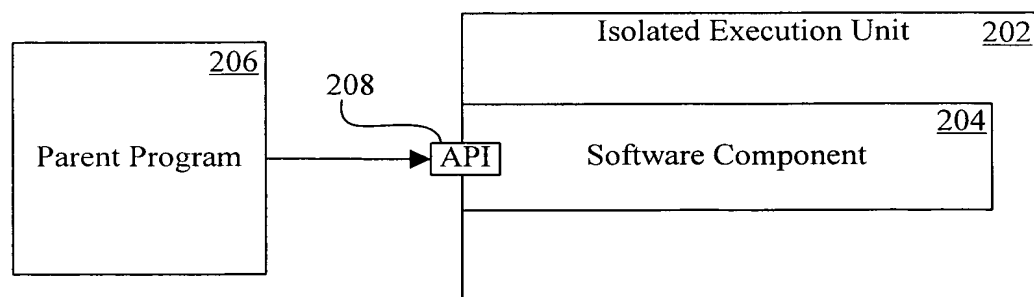 Isolated Execution Unit 202
206
208
204
Parent Program
API
Software Component